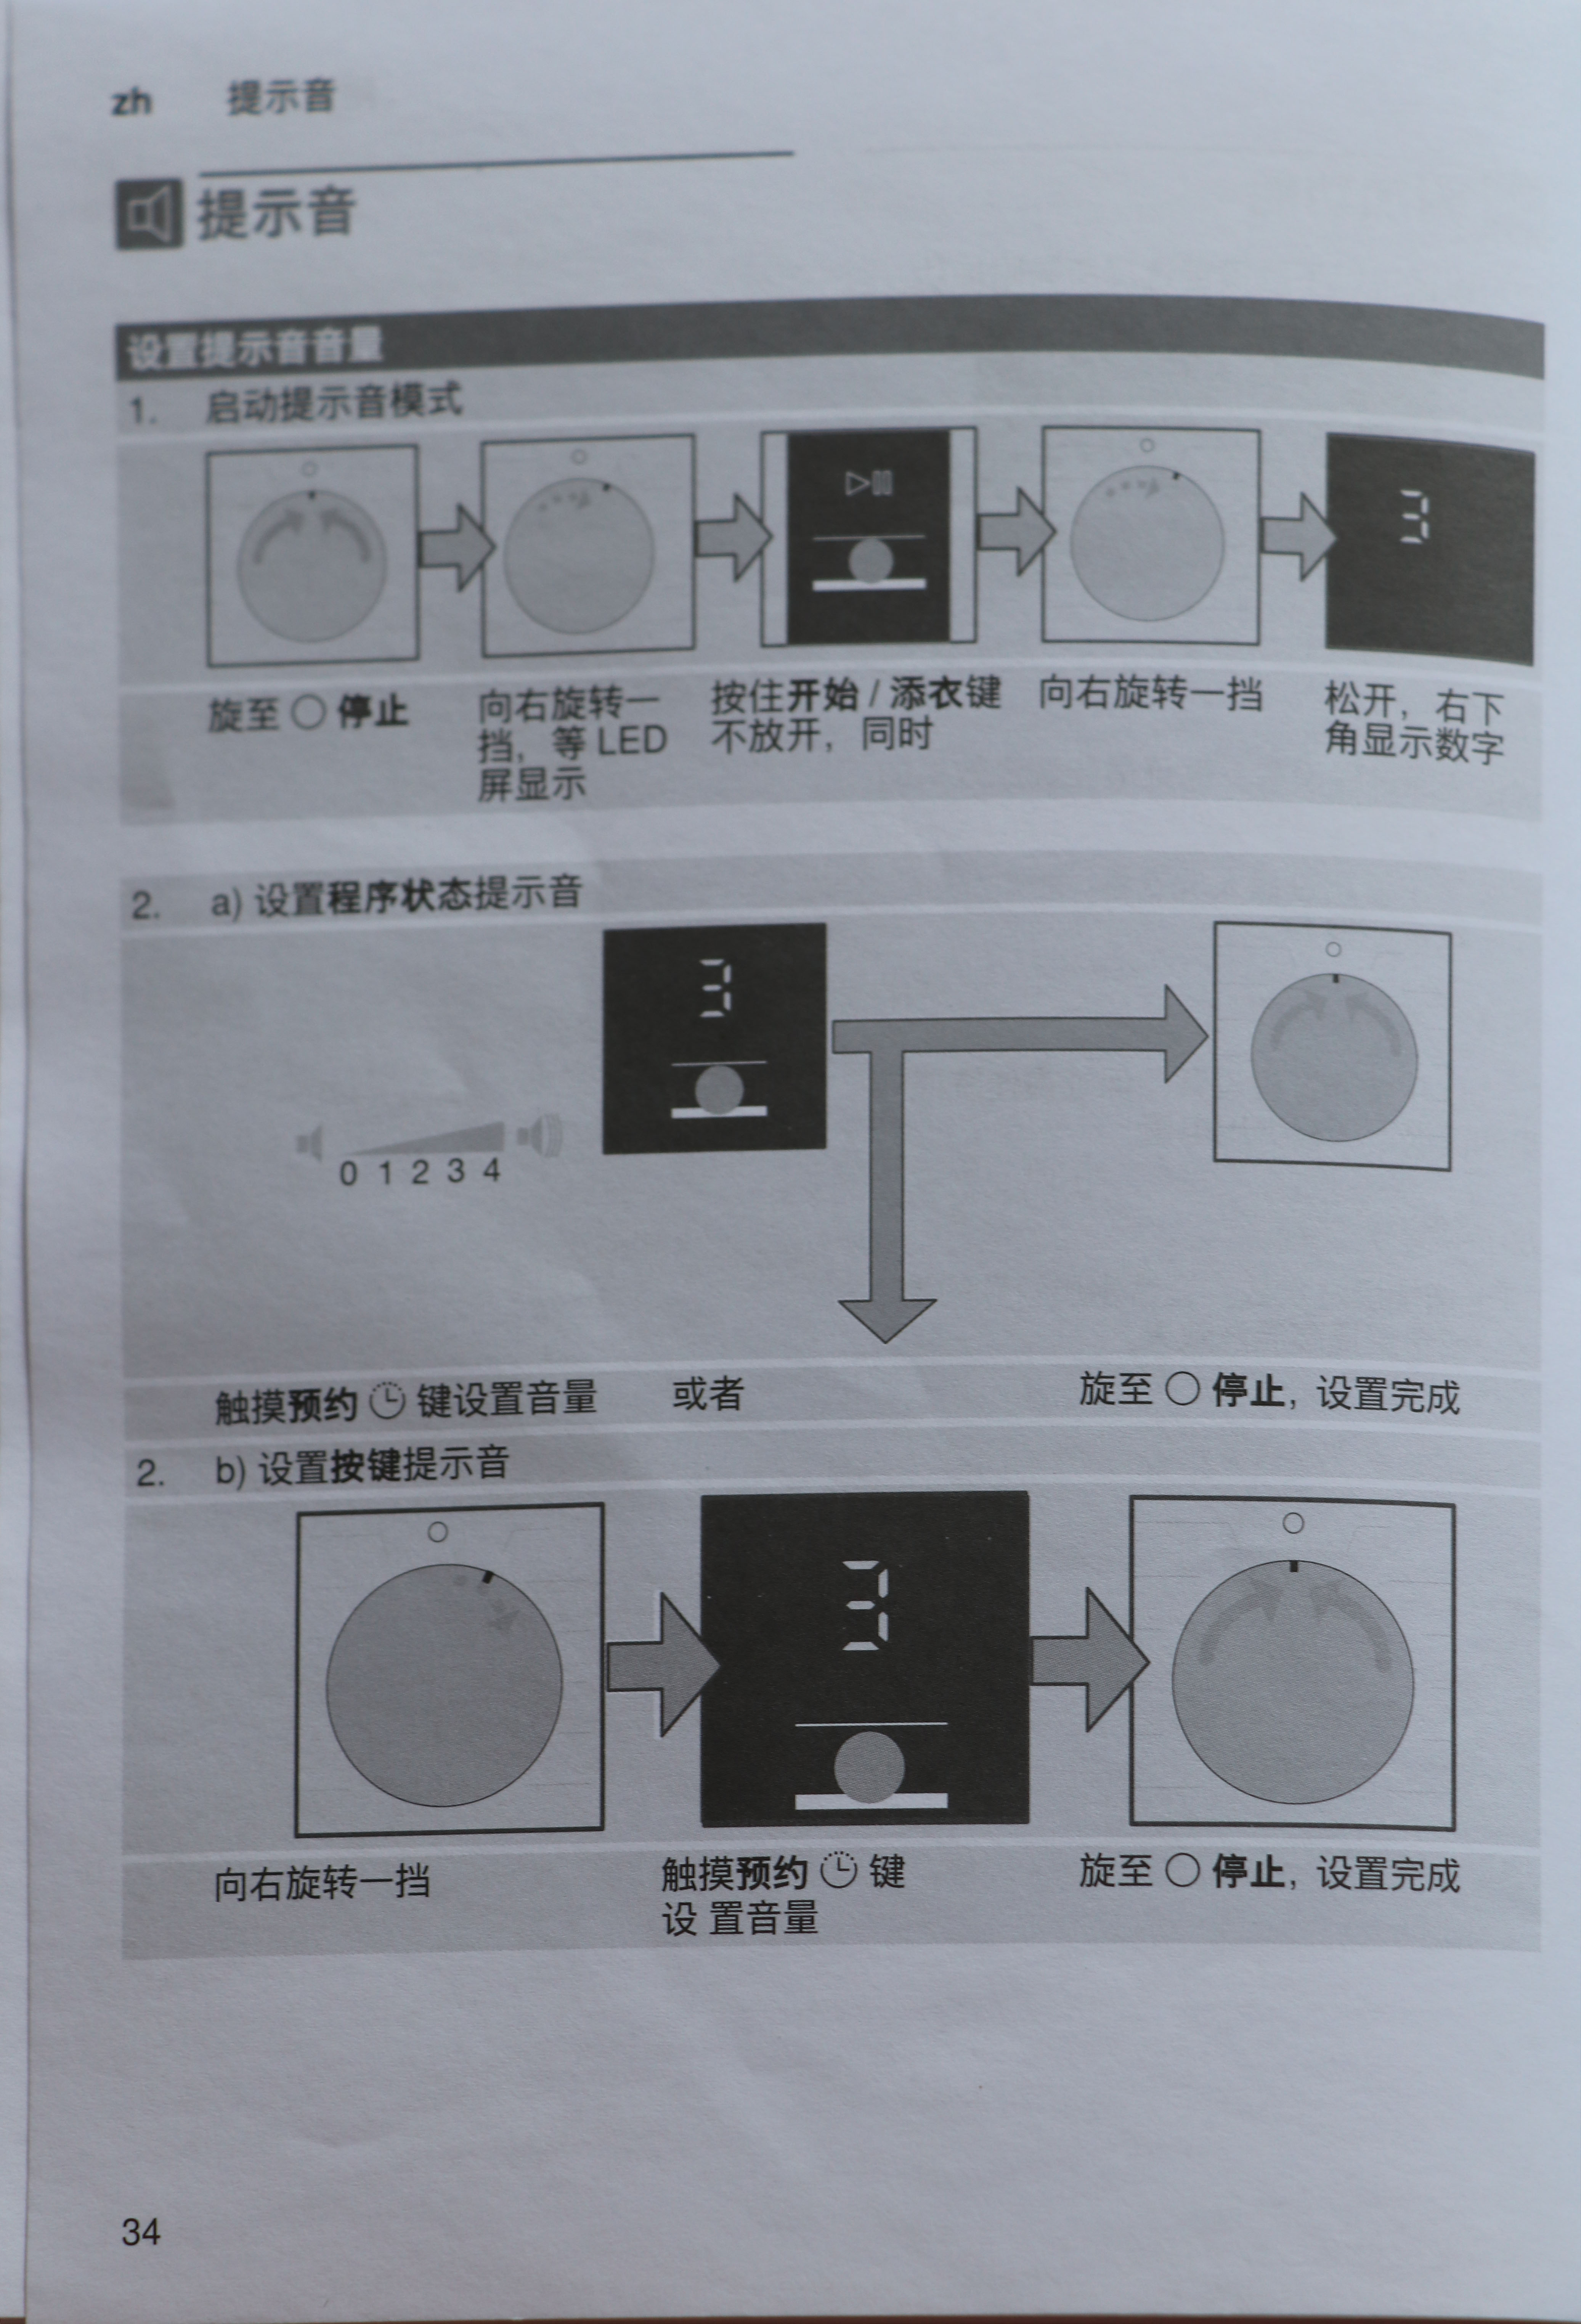 zh 提示音
提示音
设置提示音音量
1. 启动提示音模式
3
旋至 ○ 停止
向右旋转一
挡，等 LED
屏显示
按住开始 / 添衣键
不放开，同时
向右旋转一挡
松开，右下
角显示数字
2. a) 设置程序状态提示音
3
0 1 2 3 4
触摸预约 键设置音量 或者 旋至 ○ 停止，设置完成
2. b) 设置按键提示音
3
向右旋转一挡
触摸预约 键
设 置音量
旋至 ○ 停止，设置完成
34